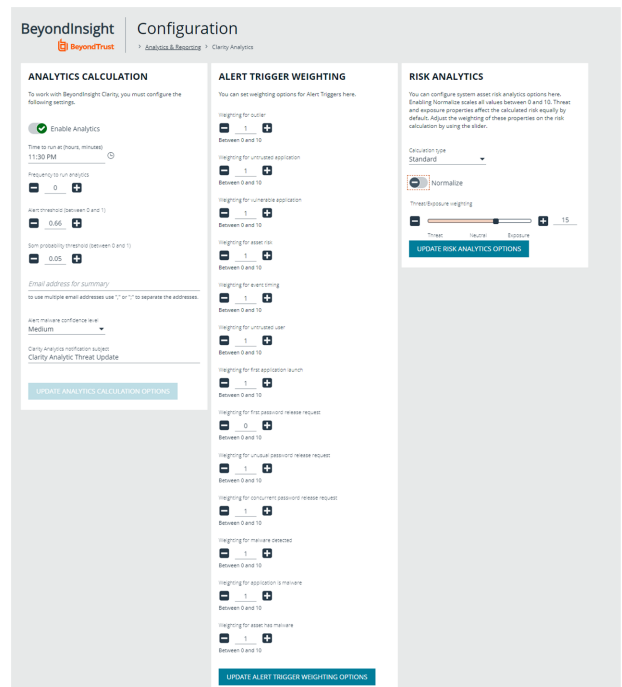 BeyondInsight
BeyondTrust
Configuration
› Analytics & Reporting › Clarity Analytics
ANALYTICS CALCULATION
To work with BeyondInsight Clarity, you must configure the
following settings.
Enable Analytics
Time to run at (hours, minutes)
11:30 PM
Frequency to run analytics
0
Alert threshold (between 0 and 1)
0.66
Som probability threshold (between 0 and 1)
0.05
Email address for summary
to use multiple email addresses use "," or ";" to separate the addresses.
Alert malware confidence level
Medium
Clarity Analytics notification subject
Clarity Analytic Threat Update
UPDATE ANALYTICS CALCULATION OPTIONS
ALERT TRIGGER WEIGHTING
You can set weighting options for Alert Triggers here.
Weighting for outlier
1
Between 0 and 10
Weighting for untrusted application
1
Between 0 and 10
Weighting for vulnerable application
1
Between 0 and 10
Weighting for asset risk
1
Between 0 and 10
Weighting for event timing
1
Between 0 and 10
Weighting for untrusted user
1
Between 0 and 10
Weighting for first application launch
1
Between 0 and 10
Weighting for first password release request
0
Between 0 and 10
Weighting for unusual password release request
1
Between 0 and 10
Weighting for concurrent password release request
1
Between 0 and 10
Weighting for malware detected
1
Between 0 and 10
Weighting for application is malware
1
Between 0 and 10
Weighting for asset has malware
1
Between 0 and 10
UPDATE ALERT TRIGGER WEIGHTING OPTIONS
RISK ANALYTICS
You can configure system asset risk analytics options here.
Enabling Normalize scales all values between 0 and 10. Threat
and exposure properties affect the calculated risk equally by
default. Adjust the weighting of these properties on the risk
calculation by using the slider.
Calculation type
Standard
Normalize
Threat/Exposure weighting
15
Threat Neutral Exposure
UPDATE RISK ANALYTICS OPTIONS